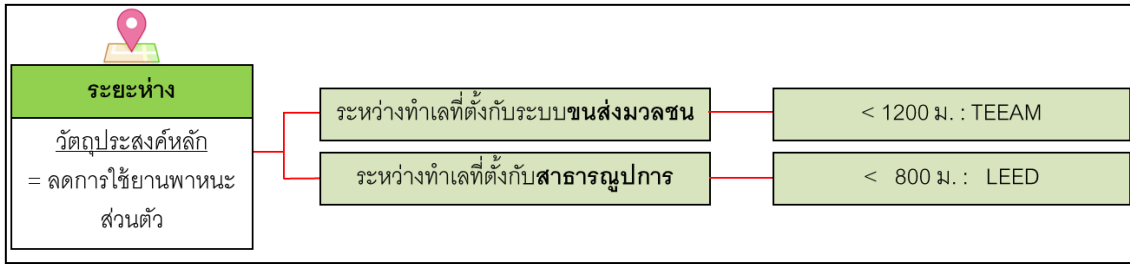 ระยะห่าง
วัตถุประสงค์หลัก
= ลดการใช้ยานพาหนะ
ส่วนตัว
ระหว่างทำเลที่ตั้งกับระบบขนส่งมวลชน
< 1200 ม. : TEEAM
ระหว่างทำเลที่ตั้งกับสาธารณูปการ
< 800 ม. : LEED